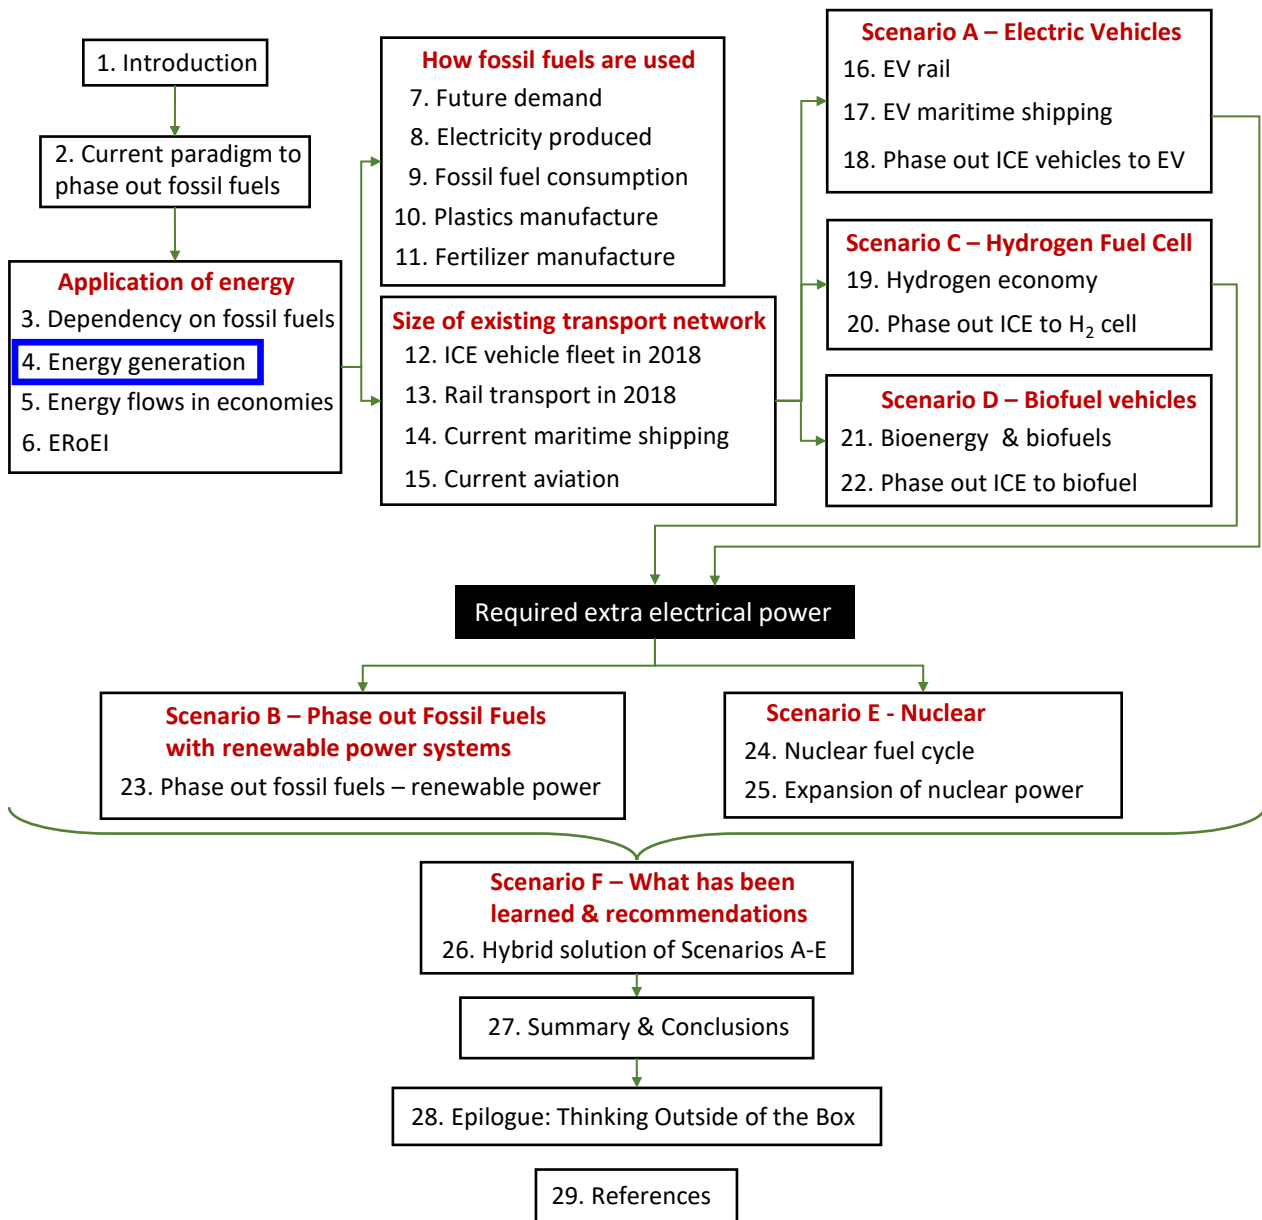 1. Introduction
2. Current paradigm to
phase out fossil fuels
Application of energy
3. Dependency on fossil fuels
4. Energy generation
5. Energy flows in economies
6. ERoEI
How fossil fuels are used
7. Future demand
8. Electricity produced
9. Fossil fuel consumption
10. Plastics manufacture
11. Fertilizer manufacture
Size of existing transport network
12. ICE vehicle fleet in 2018
13. Rail transport in 2018
14. Current maritime shipping
15. Current aviation
Scenario A – Electric Vehicles
16. EV rail
17. EV maritime shipping
18. Phase out ICE vehicles to EV
Scenario C – Hydrogen Fuel Cell
19. Hydrogen economy
20. Phase out ICE to H₂ cell
Scenario D – Biofuel vehicles
21. Bioenergy & biofuels
22. Phase out ICE to biofuel
Required extra electrical power
Scenario B – Phase out Fossil Fuels
with renewable power systems
23. Phase out fossil fuels – renewable power
Scenario E - Nuclear
24. Nuclear fuel cycle
25. Expansion of nuclear power
Scenario F – What has been
learned & recommendations
26. Hybrid solution of Scenarios A-E
27. Summary & Conclusions
28. Epilogue: Thinking Outside of the Box
29. References